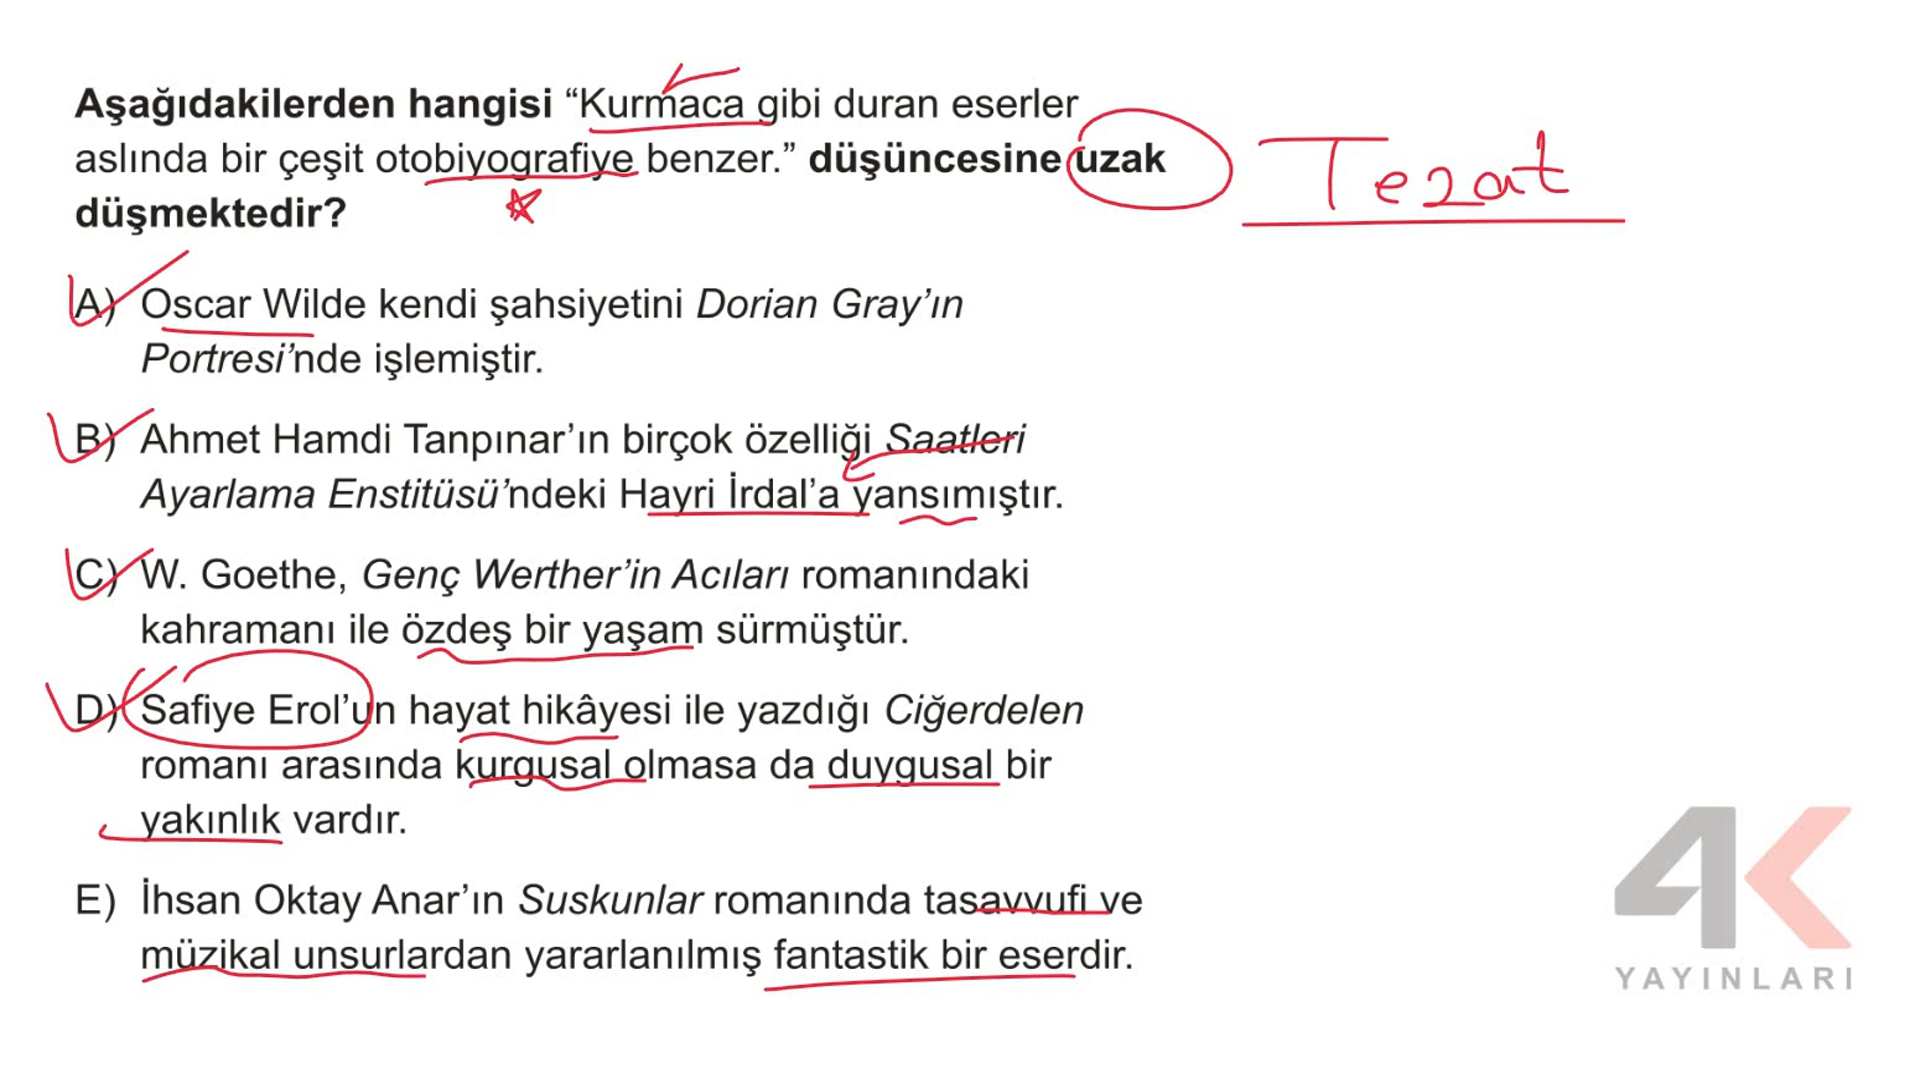 Aşağıdakilerden hangisi “Kurmaca gibi duran eserler
aslında bir çeşit otobiyografiye benzer.” düşüncesine uzak
düşmektedir?
Tezat
A) Oscar Wilde kendi şahsiyetini Dorian Gray’ın
Portresi’nde işlemiştir.
B) Ahmet Hamdi Tanpınar’ın birçok özelliği Saatleri
Ayarlama Enstitüsü’ndeki Hayri İrdal’a yansımıştır.
C) W. Goethe, Genç Werther’in Acıları romanındaki
kahramanı ile özdeş bir yaşam sürmüştür.
D) Safiye Erol’un hayat hikâyesi ile yazdığı Ciğerdelen
romanı arasında kurgusal olmasa da duygusal bir
yakınlık vardır.
E) İhsan Oktay Anar’ın Suskunlar romanında tasavvufi ve
müzikal unsurlardan yararlanılmış fantastik bir eserdir.
4K
YAYINLARI